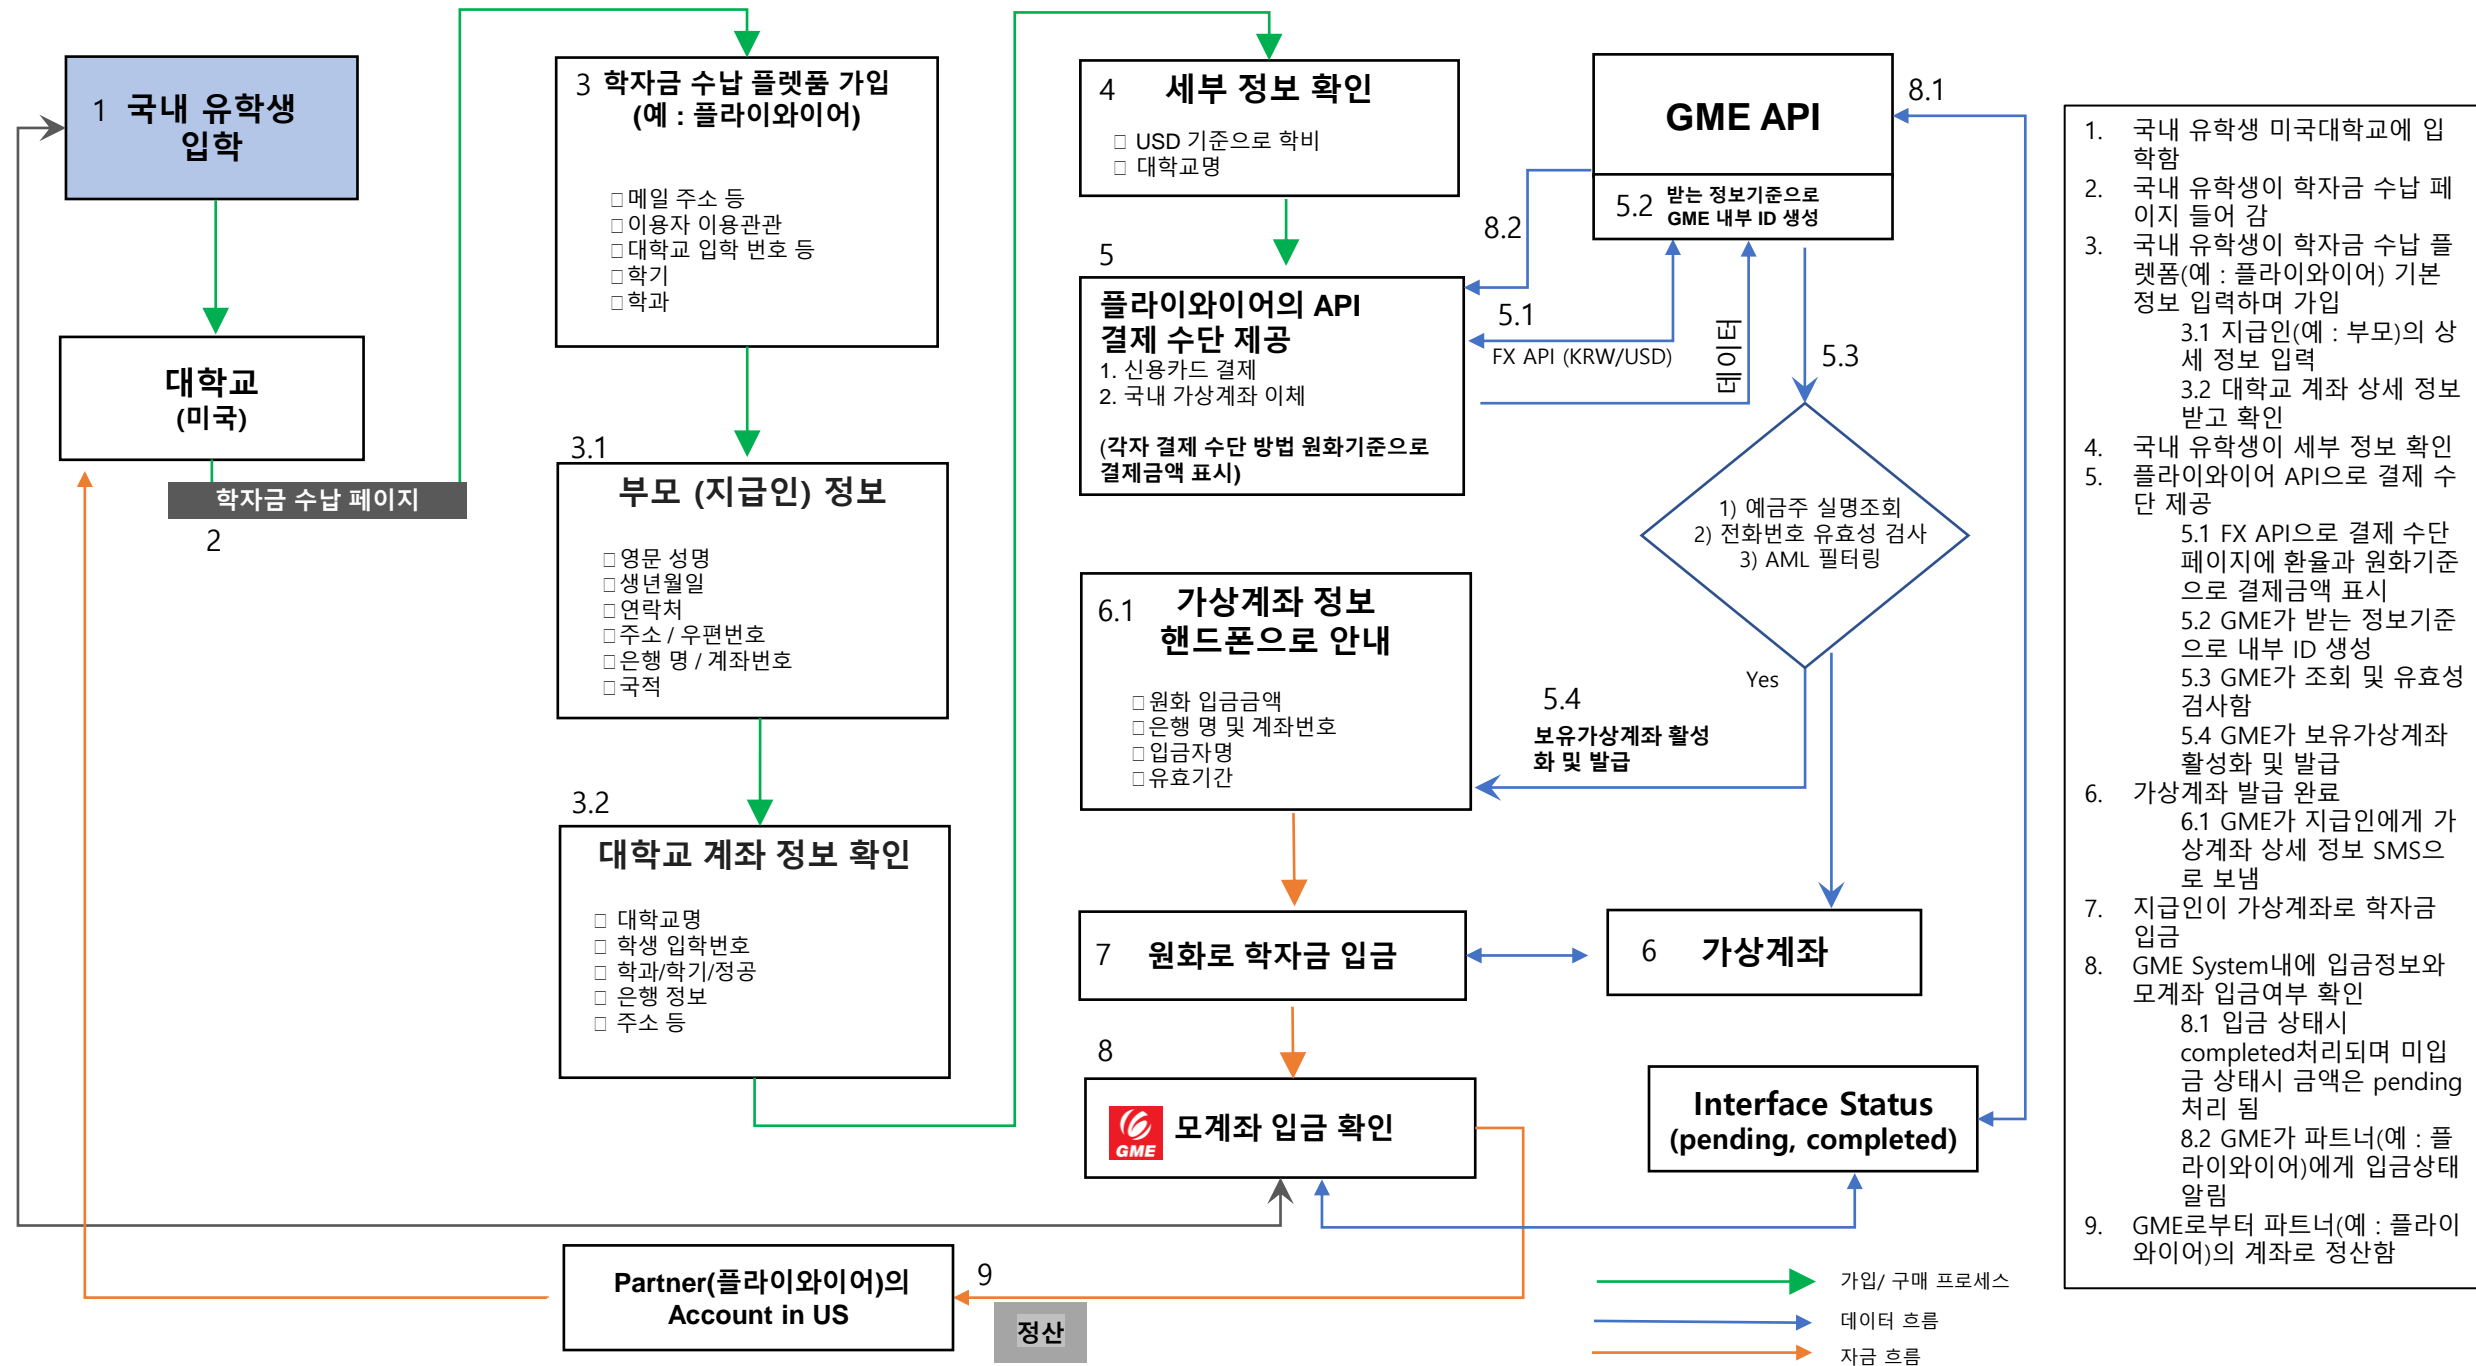 1 국내 유학생
입학
대학교
(미국)
학자금 수납 페이지
2
3 학자금 수납 플렛품 가입
(예 : 플라이와이어)
□메일 주소 등
□이용자 이용관관
□대학교 입학 번호 등
□학기
□학과
3.1
부모 (지급인) 정보
□영문 성명
□생년월일
□연락처
□주소 / 우편번호
□은행 명 / 계좌번호
□국적
3.2
대학교 계좌 정보 확인
□ 대학교명
□ 학생 입학번호
□ 학과/학기/정공
□ 은행 정보
□ 주소 등
4 세부 정보 확인
□ USD 기준으로 학비
□ 대학교명
5
플라이와이어의 API
결제 수단 제공
1. 신용카드 결제
2. 국내 가상계좌 이체
(각자 결제 수단 방법 원화기준으로
결제금액 표시)
GME API
5.2 받는 정보기준으로
GME 내부 ID 생성
8.1
8.2
5.1
FX API (KRW/USD)
데이터
5.3
1) 예금주 실명조회
2) 전화번호 유효성 검사
3) AML 필터링
Yes
5.4
보유가상계좌 활성
화 및 발급
6.1 가상계좌 정보
핸드폰으로 안내
□원화 입금금액
□은행 명 및 계좌번호
□입금자명
□유효기간
7 원화로 학자금 입금
6 가상계좌
8
GME
모계좌 입금 확인
Interface Status
(pending, completed)
Partner(플라이와이어)의
Account in US
9
정산
가입/ 구매 프로세스
데이터 흐름
자금 흐름
1. 국내 유학생 미국대학교에 입
학함
2. 국내 유학생이 학자금 수납 페
이지 들어 감
3. 국내 유학생이 학자금 수납 플
렛폼(예 : 플라이와이어) 기본
정보 입력하며 가입
3.1 지급인(예 : 부모)의 상
세 정보 입력
3.2 대학교 계좌 상세 정보
받고 확인
4. 국내 유학생이 세부 정보 확인
5. 플라이와이어 API으로 결제 수
단 제공
5.1 FX API으로 결제 수단
페이지에 환율과 원화기준
으로 결제금액 표시
5.2 GME가 받는 정보기준
으로 내부 ID 생성
5.3 GME가 조회 및 유효성
검사함
5.4 GME가 보유가상계좌
활성화 및 발급
6. 가상계좌 발급 완료
6.1 GME가 지급인에게 가
상계좌 상세 정보 SMS으
로 보냄
7. 지급인이 가상계좌로 학자금
입금
8. GME System내에 입금정보와
모계좌 입금여부 확인
8.1 입금 상태시
completed처리되며 미입
금 상태시 금액은 pending
처리 됨
8.2 GME가 파트너(예 : 플
라이와이어)에게 입금상태
알림
9. GME로부터 파트너(예 : 플라이
와이어)의 계좌로 정산함